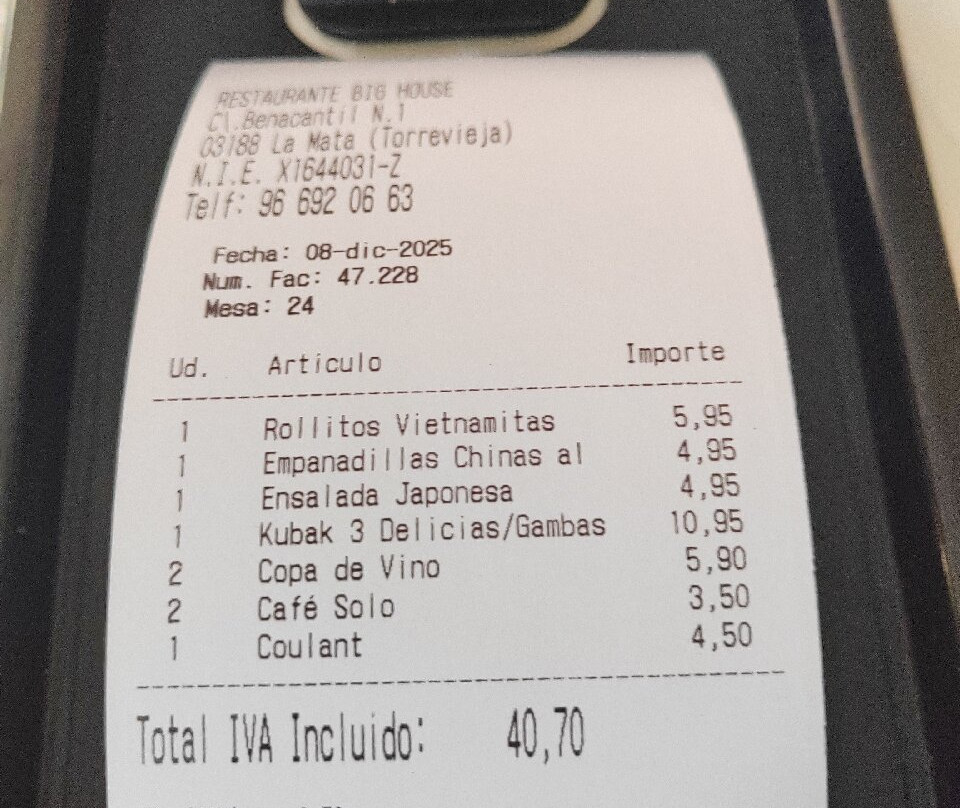 RESTAURANTE BIG HOUSE
C\.Benacantil N.1
03188 La Mata (Torrevieja)
N.I.E. X1644031-Z
Telf: 96 692 06 63
Fecha: 08-dic-2025
Num. Fac: 47.228
Mesa: 24
Ud. Articulo Importe
1 Rollitos Vietnamitas 5,95
1 Empanadillas Chinas al 4,95
1 Ensalada Japonesa 4,95
1 Kubak 3 Delicias/Gambas 10,95
2 Copa de Vino 5,90
2 Café Solo 3,50
1 Coulant 4,50
Total IVA Incluido: 40,70